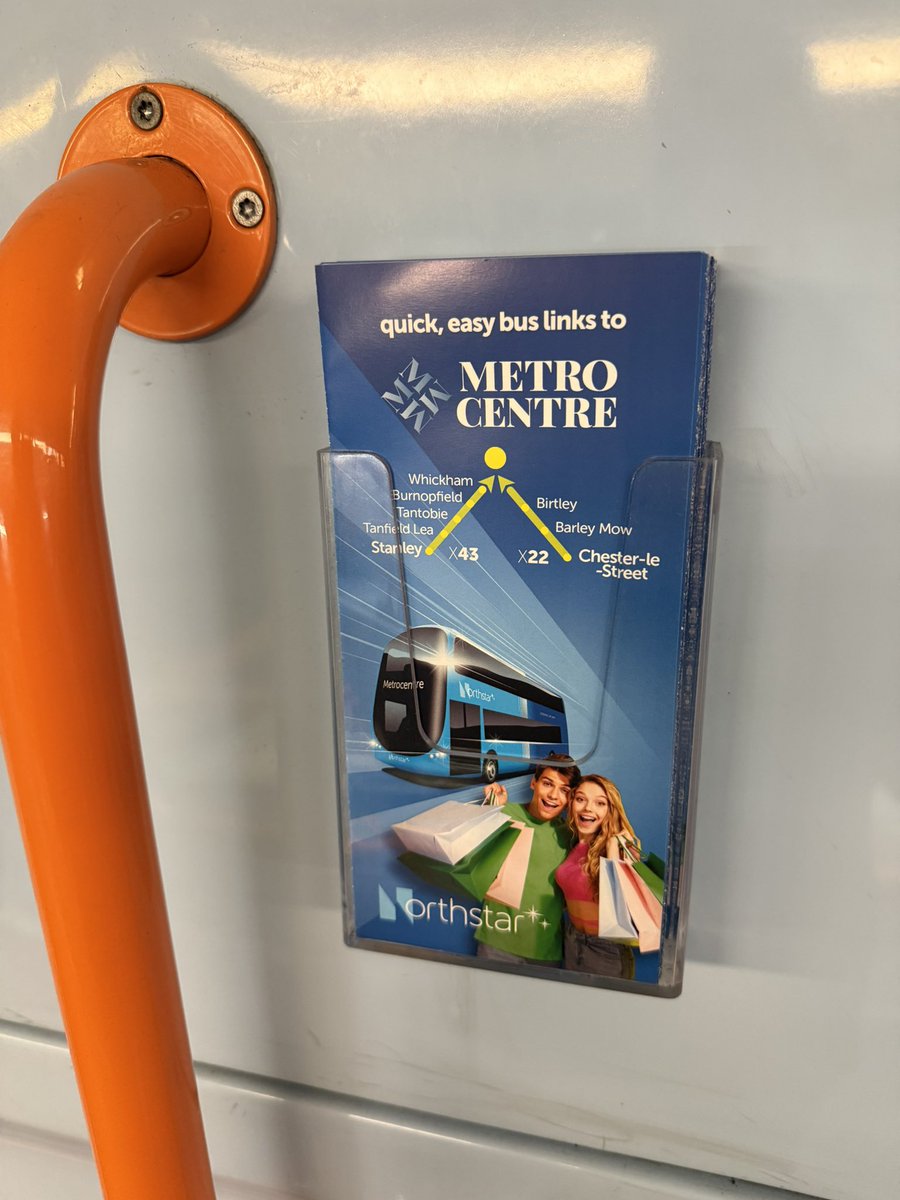 quick, easy bus links to
METRO
CENTRE
Whickham
Burnopfield
Tantobie
Tanfield Lea
Stanley
X43
Birtley
Barley Mow
X22
Chester-le
-Street
Metrocentre
Northstar
Northstar
Northstar